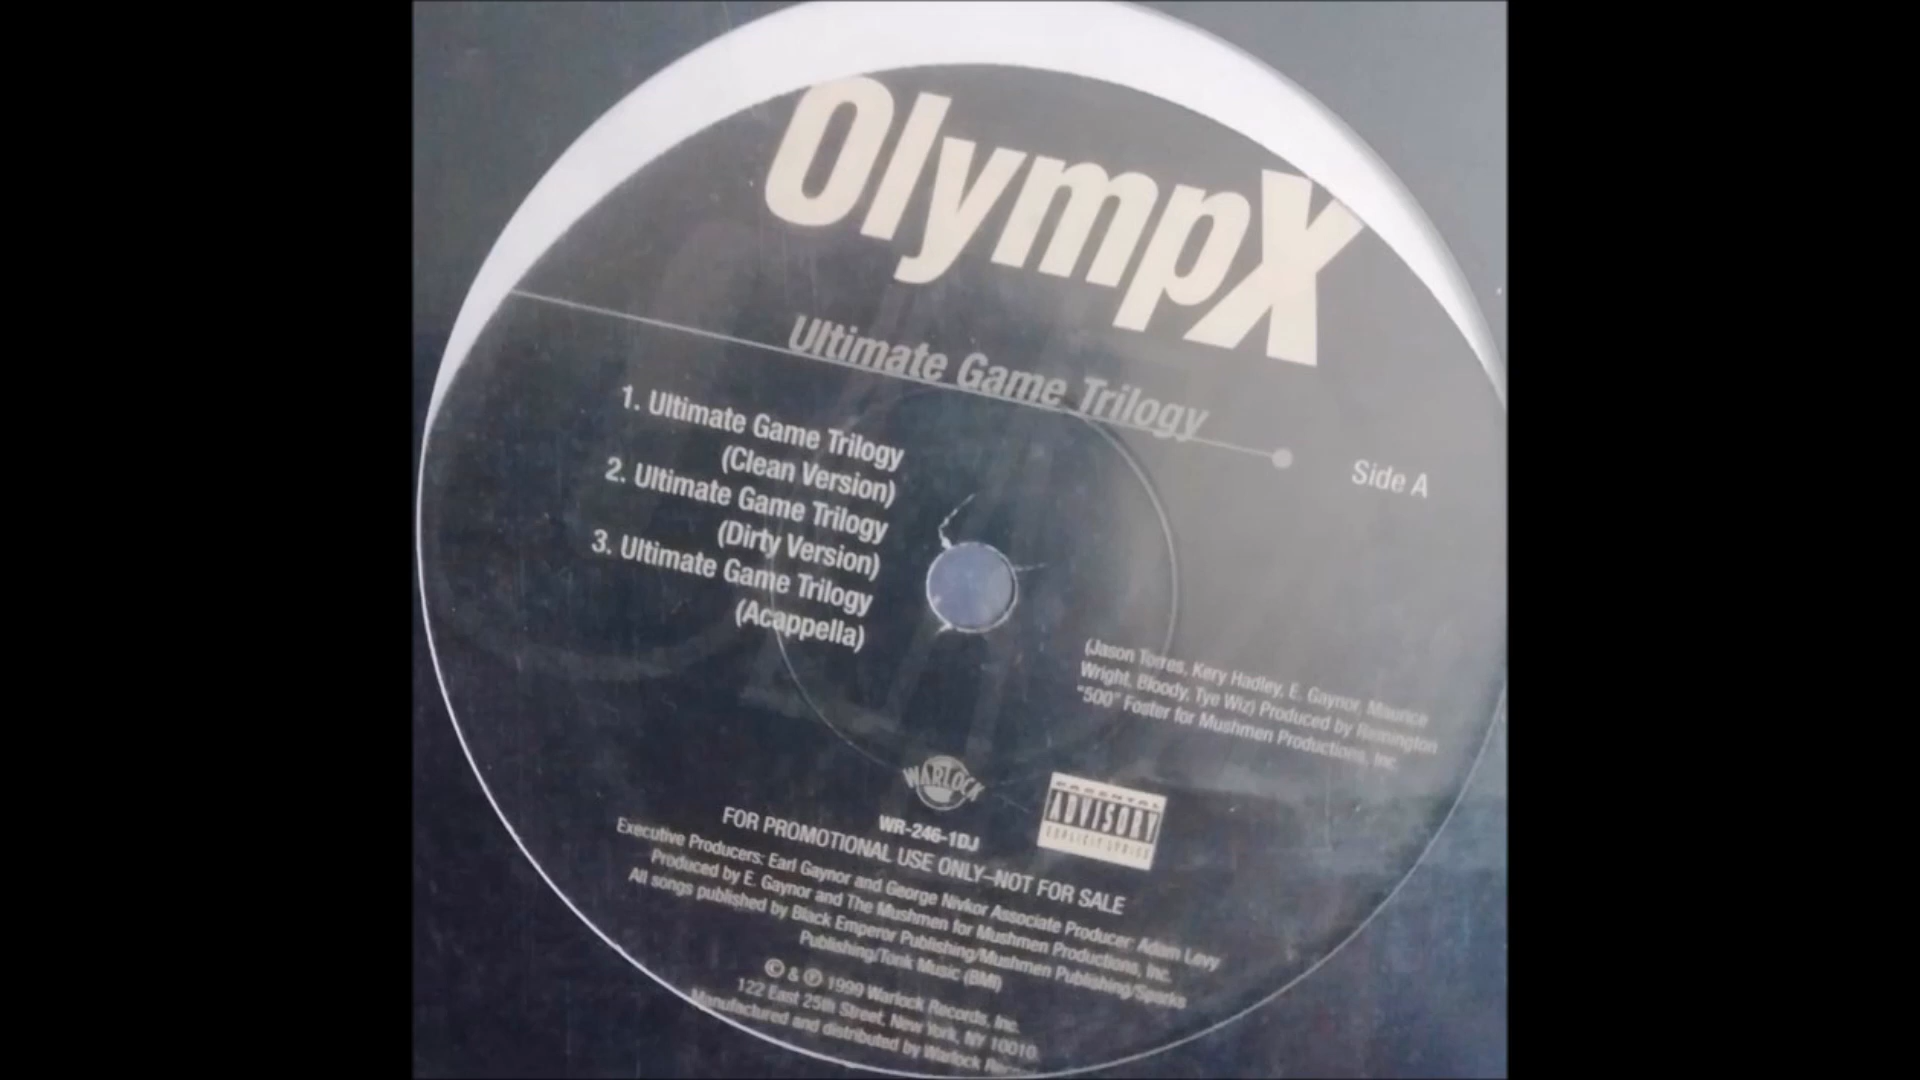 OlympX
Ultimate Game Trilogy
1. Ultimate Game Trilogy
(Clean Version)
2. Ultimate Game Trilogy
(Dirty Version)
3. Ultimate Game Trilogy
(Acappella)
Side A
(Jason Torres, Kery Hadley, E. Gaynor, Maurice
Wright, Bloody, Tye Wiz) Produced by Remington
"500" Foster for Mushmen Productions, Inc.
WARLOCK
WR-246-1DJ
PARENTAL
ADVISORY
EXPLICIT LYRICS
FOR PROMOTIONAL USE ONLY–NOT FOR SALE
Executive Producers: Earl Gaynor and George Nivkor Associate Producer: Adam Levy
Produced by E. Gaynor and The Mushmen for Mushmen Productions, Inc.
All songs published by Black Emperor Publishing/Mushmen Publishing/Sparks
Publishing/Tonk Music (BMI)
© & ℗ 1999 Warlock Records, Inc.
122 East 25th Street, New York, NY 10010
Manufactured and distributed by Warlock